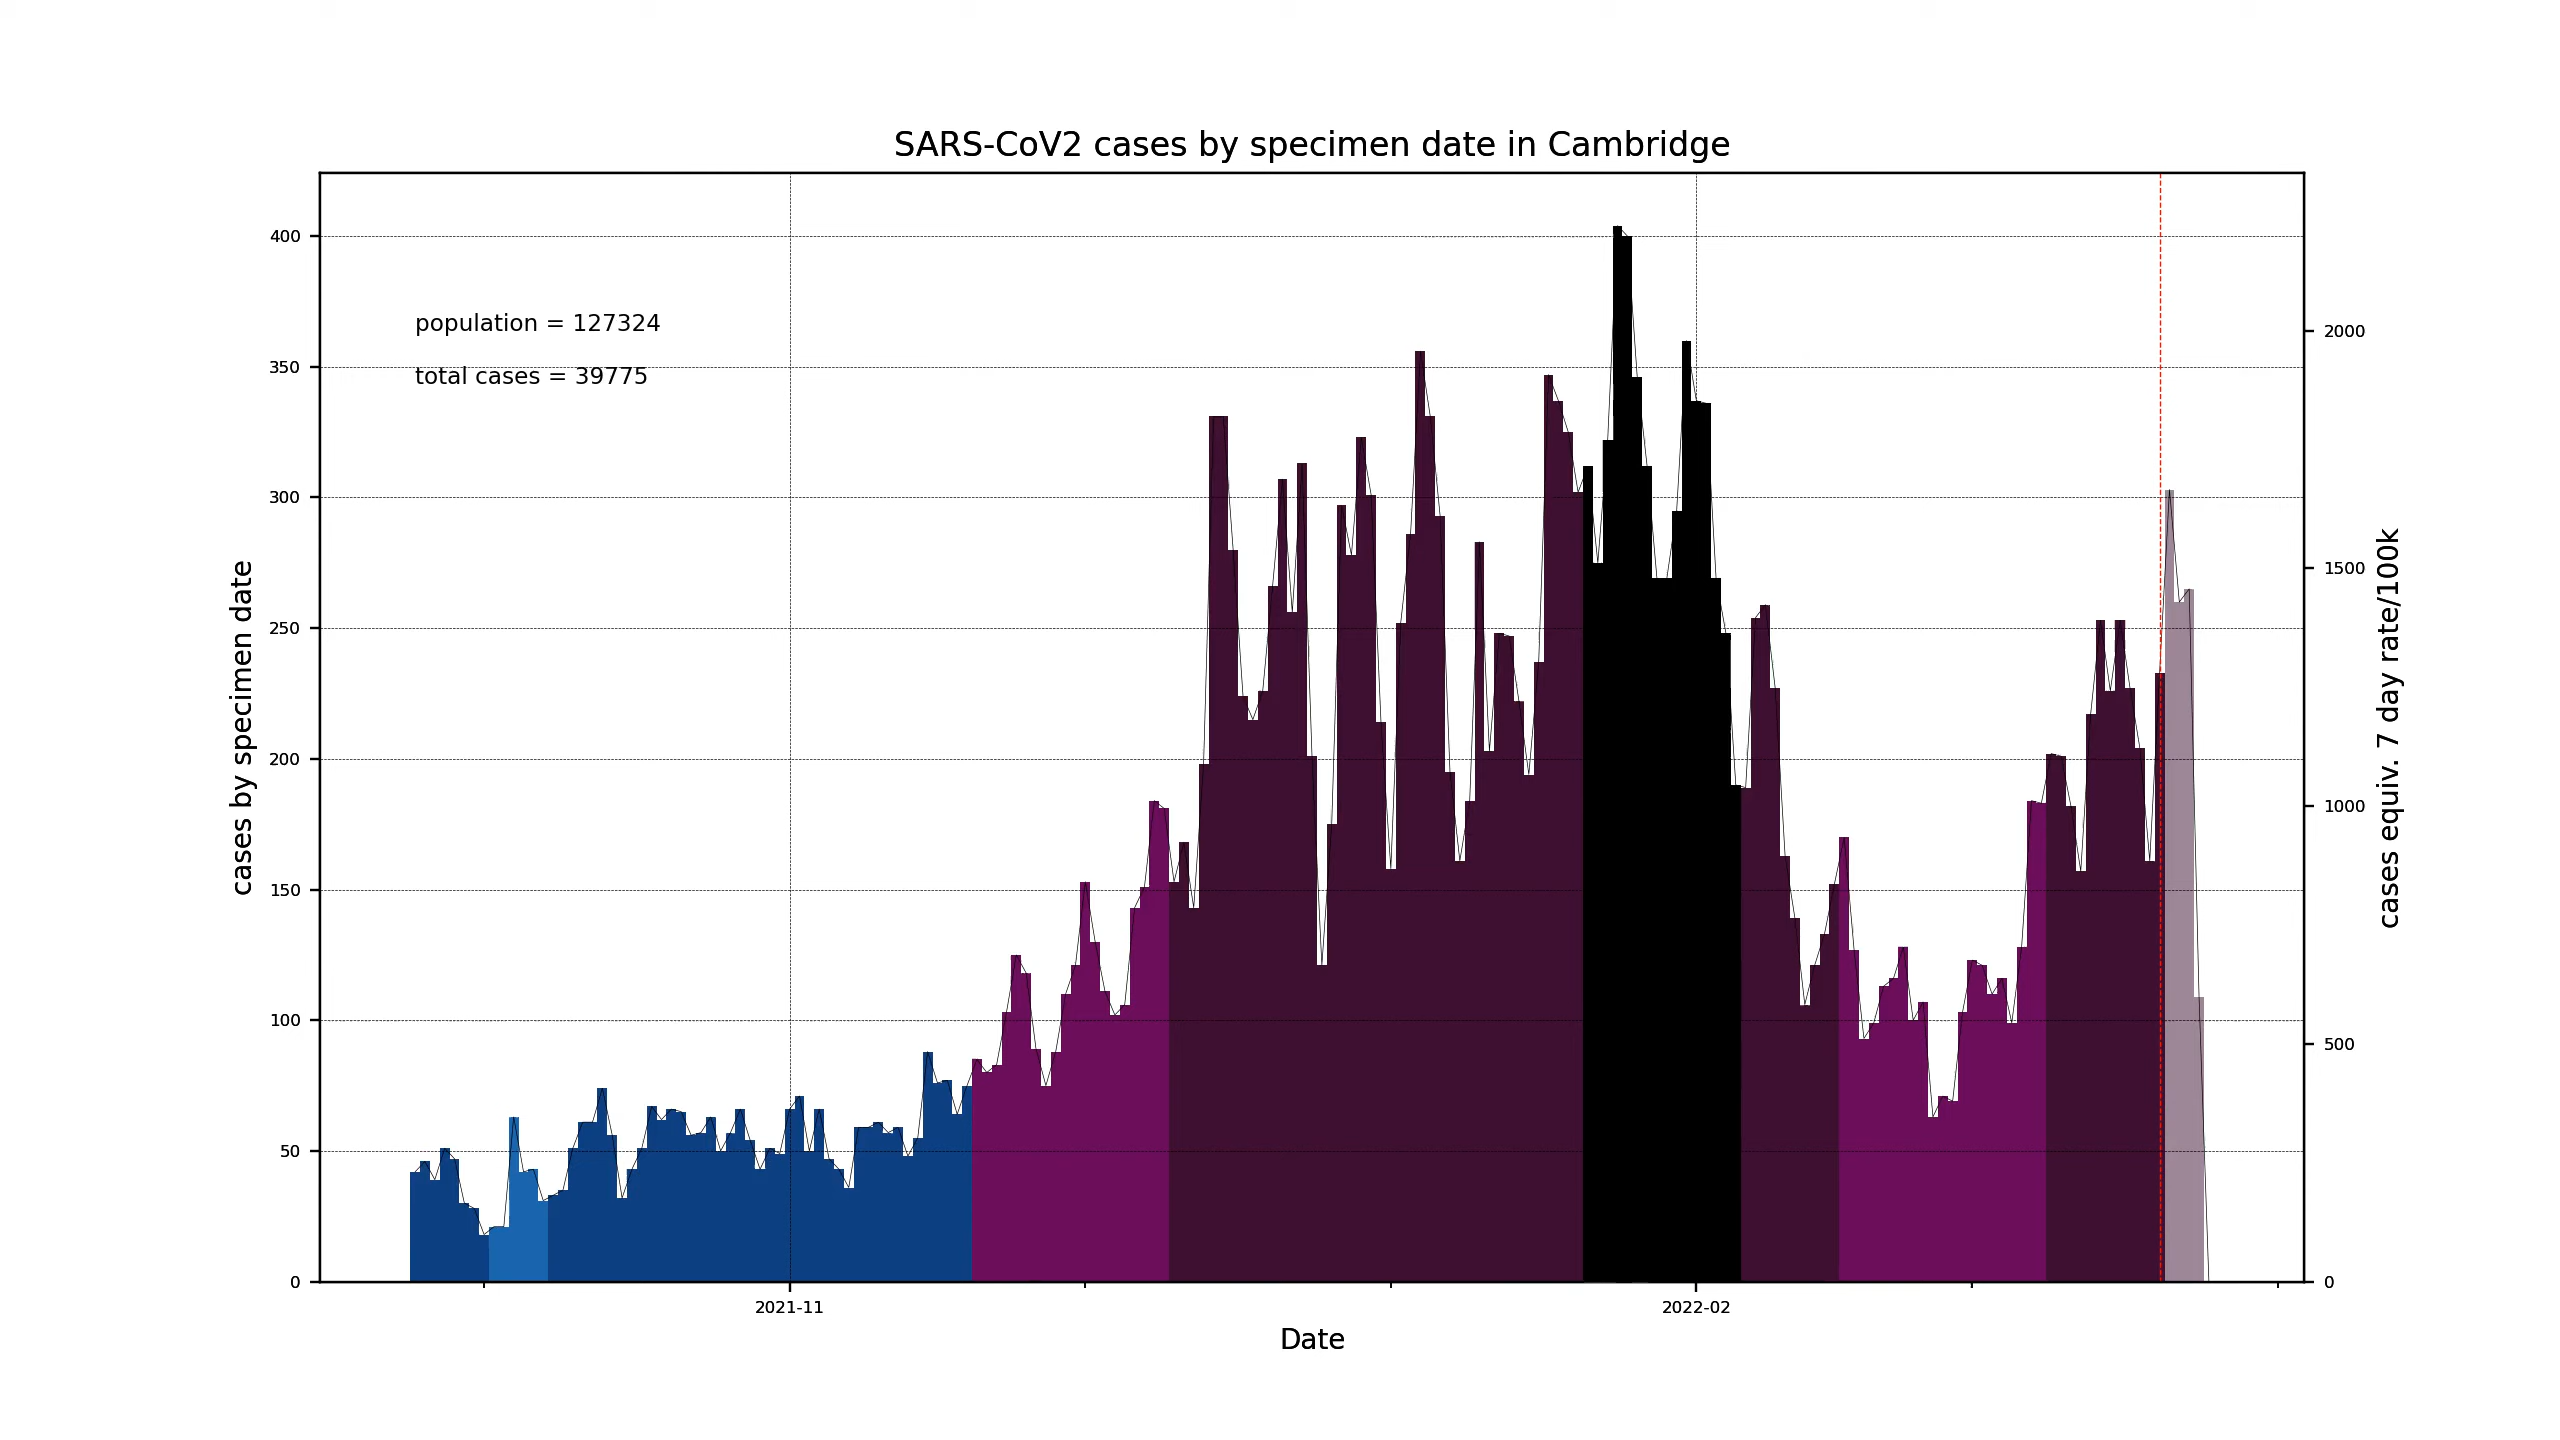 SARS-CoV2 cases by specimen date in Cambridge
population = 127324
total cases = 39775
cases by specimen date
400
350
300
250
200
150
100
50
0
2000
1500
1000
500
0
cases equiv. 7 day rate/100k
2021-11
2022-02
Date